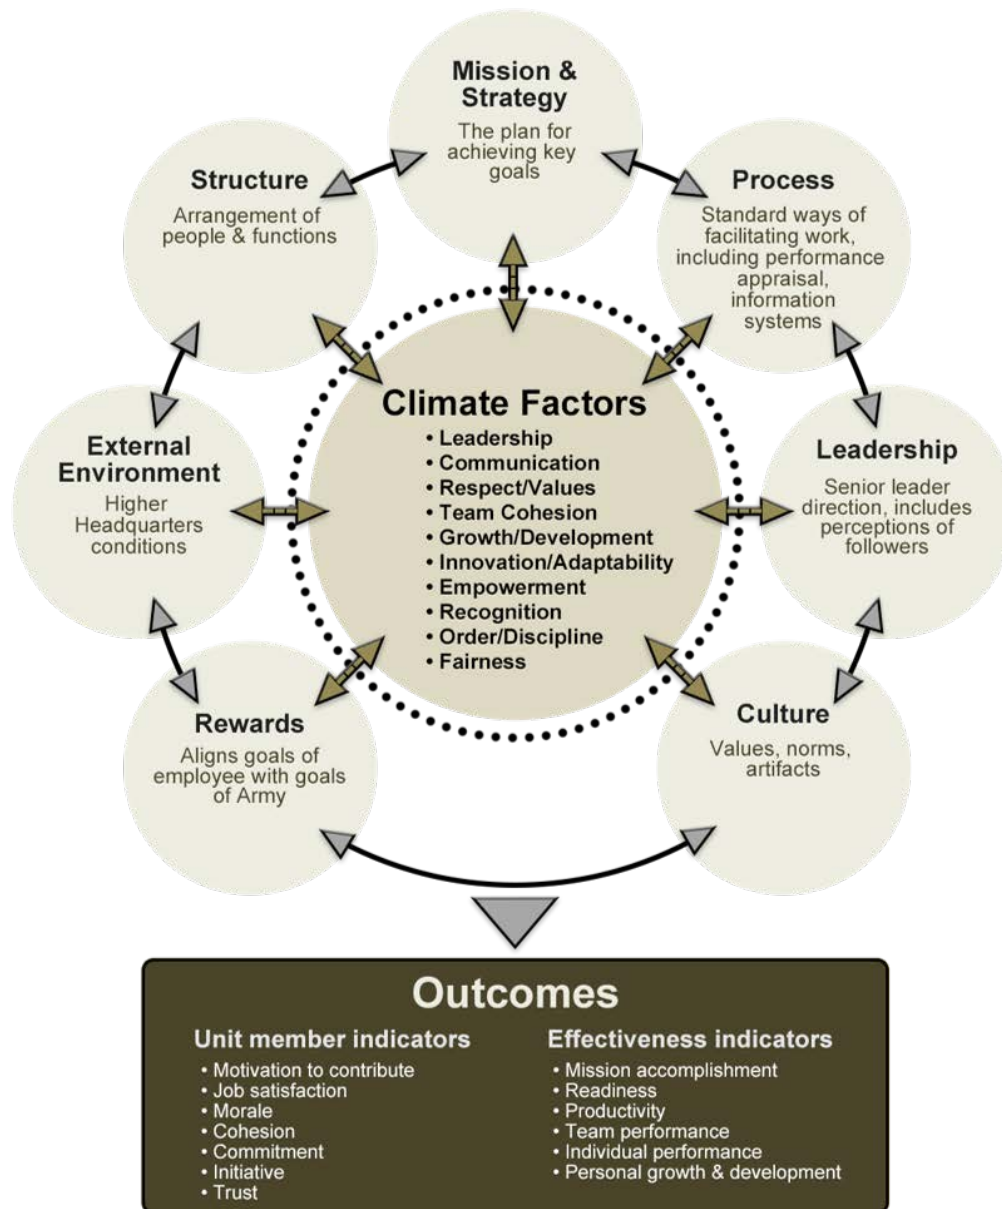 Mission &
Strategy
The plan for
achieving key
goals
Structure
Arrangement of
people & functions
Process
Standard ways of
facilitating work,
including performance
appraisal,
information
systems
External
Environment
Higher
Headquarters
conditions
Climate Factors
• Leadership
• Communication
• Respect/Values
• Team Cohesion
• Growth/Development
• Innovation/Adaptability
• Empowerment
• Recognition
• Order/Discipline
• Fairness
Leadership
Senior leader
direction, includes
perceptions of
followers
Rewards
Aligns goals of
employee with goals
of Army
Culture
Values, norms,
artifacts
Outcomes
Unit member indicators
• Motivation to contribute
• Job satisfaction
• Morale
• Cohesion
• Commitment
• Initiative
• Trust
Effectiveness indicators
• Mission accomplishment
• Readiness
• Productivity
• Team performance
• Individual performance
• Personal growth & development